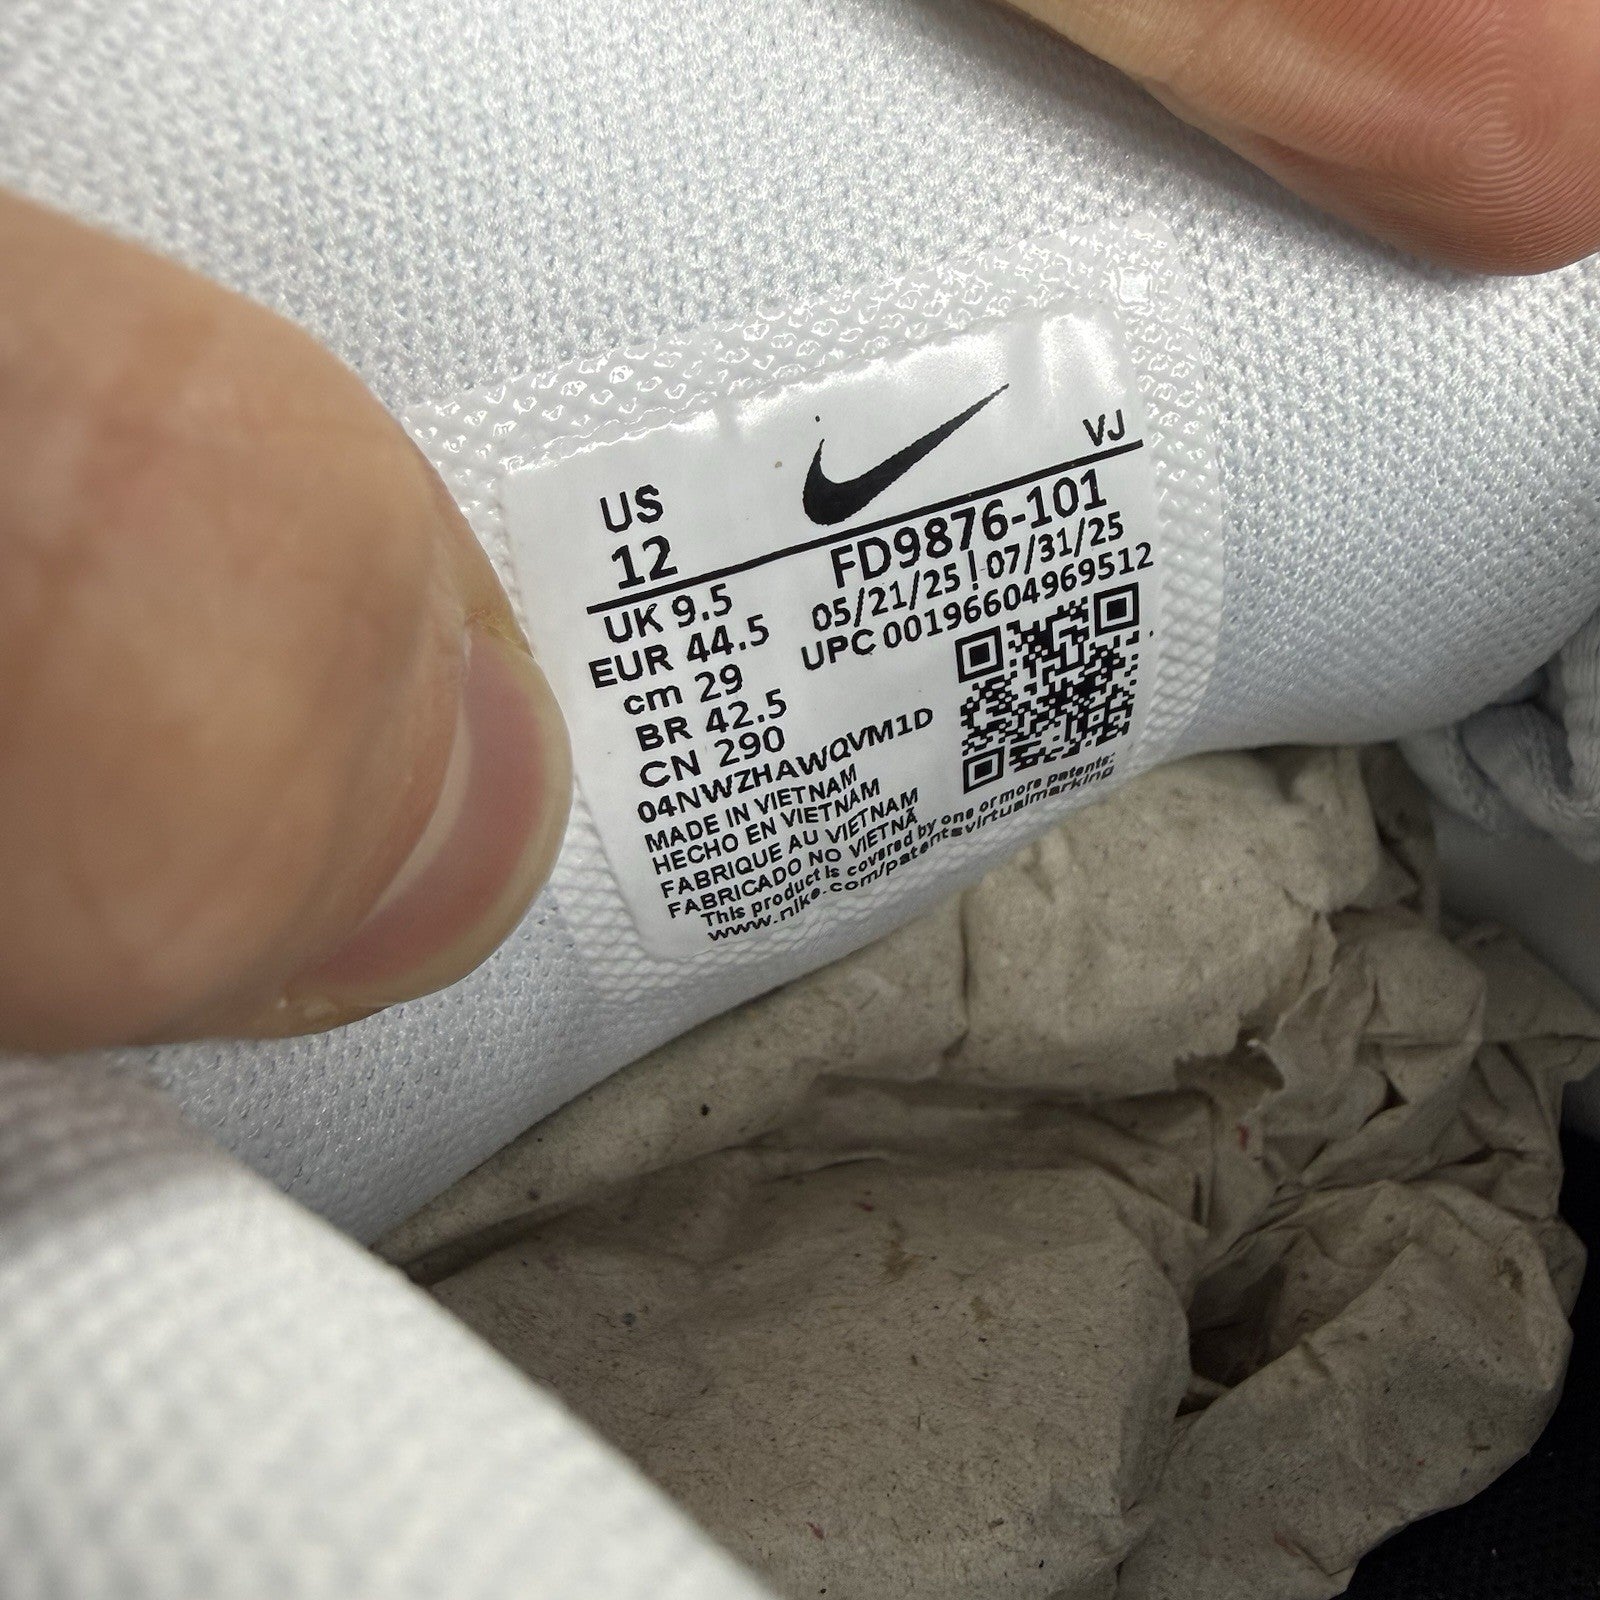 VJ
US
12
FD9876-101
05/21/25 | 07/31/25
UPC 00196604969512
UK 9.5
EUR 44.5
cm 29
BR 42.5
CN 290
04NWZHAWQVM1D
MADE IN VIETNAM
HECHO EN VIETNAM
FABRIQUE AU VIETNAM
FABRICADO NO VIETNÃ
This product is covered by one or more patents:
www.nike.com/patentsvirtualmarking